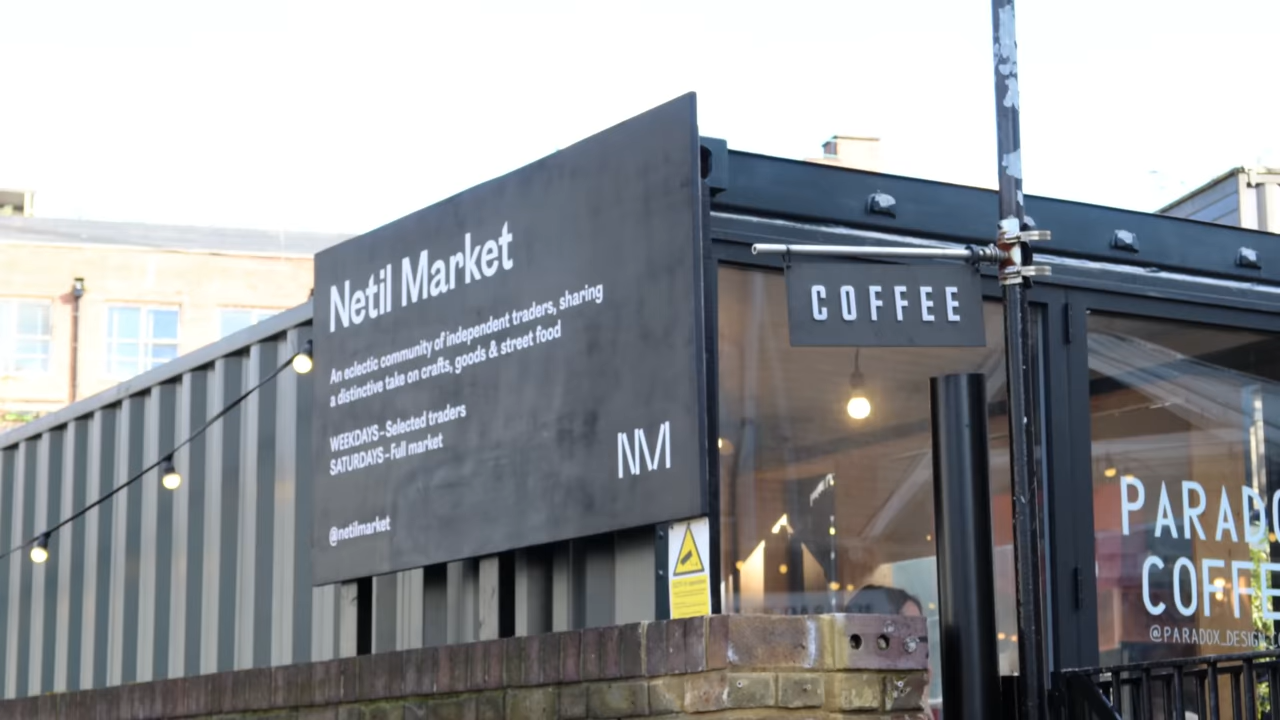 Netil Market
An eclectic community of independent traders, sharing
a distinctive take on crafts, goods & street food
WEEKDAYS – Selected traders
SATURDAYS – Full market
@netilmarket
NM
COFFEE
PARADO
COFFE
@PARADOX_DESIGN